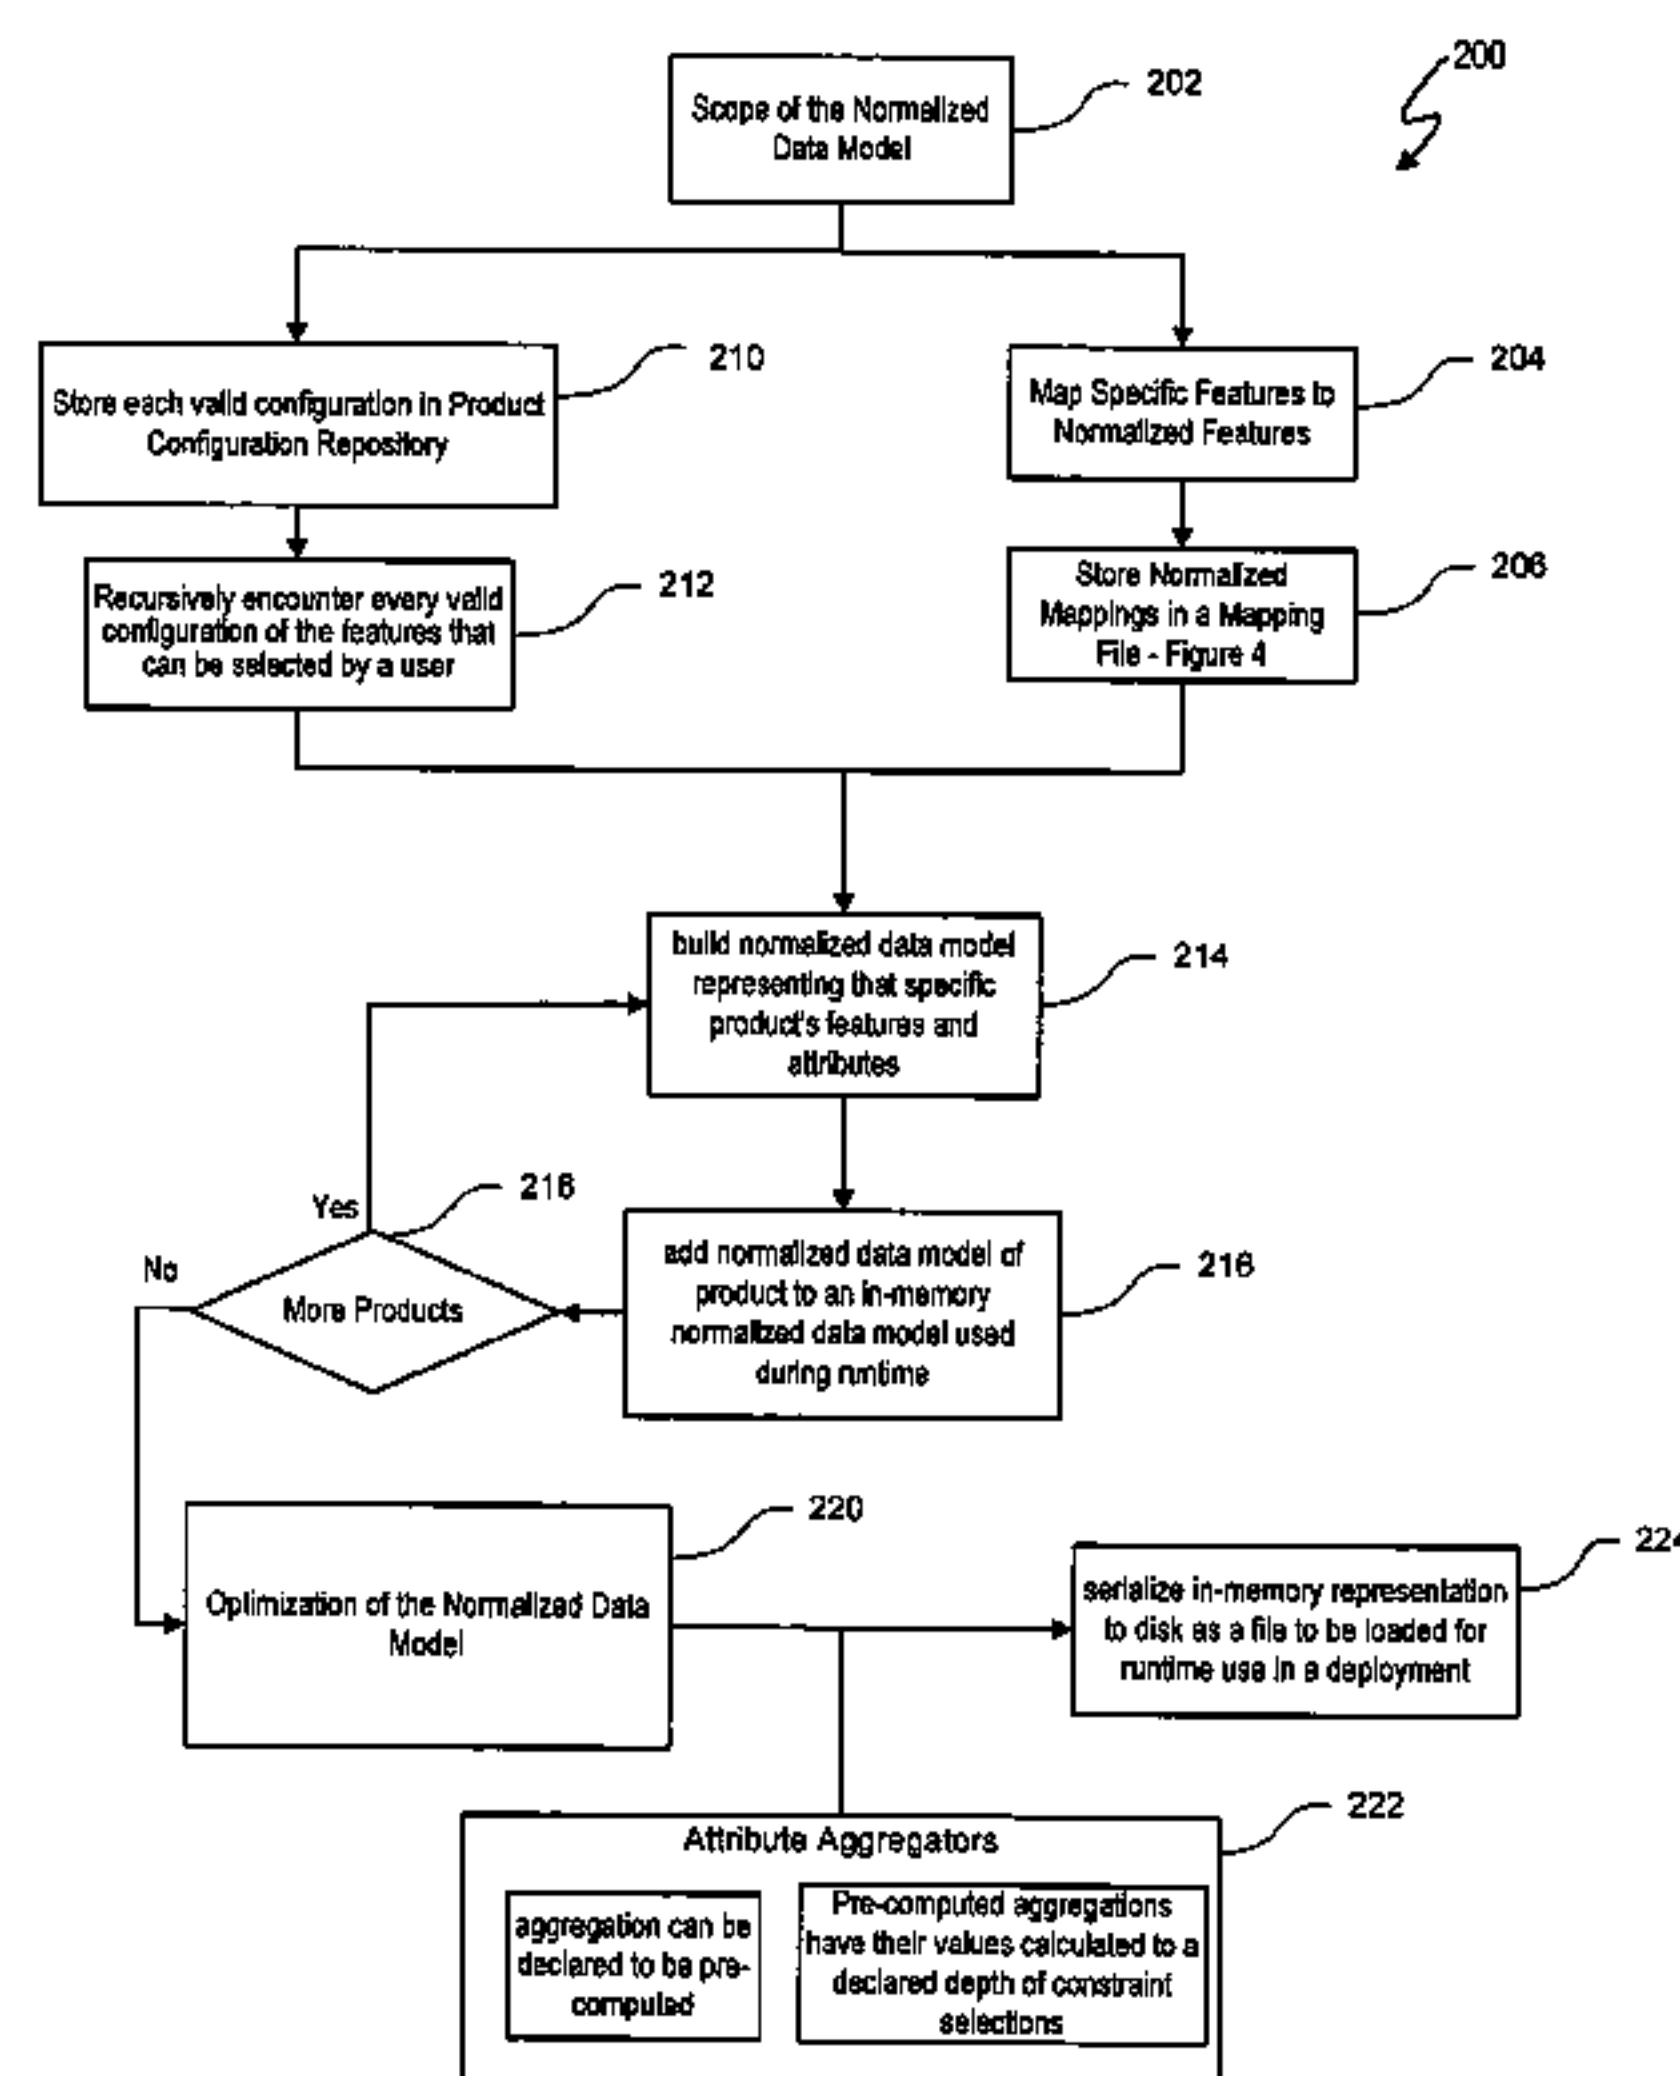 200
202
Scope of the Normalized
Data Model
210
Store each valid configuration in Product
Configuration Repository
204
Map Specific Features to
Normalized Features
212
Recursively encounter every valid
configuration of the features that
can be selected by a user
206
Store Normalized
Mappings in a Mapping
File - Figure 4
214
build normalized data model
representing that specific
product's features and
attributes
Yes
216
No
More Products
216
add normalized data model of
product to an in-memory
normalized data model used
during runtime
220
Optimization of the Normalized Data
Model
224
serialize in-memory representation
to disk as a file to be loaded for
runtime use in a deployment
222
Attribute Aggregators
aggregation can be
declared to be pre-
computed
Pre-computed aggregations
have their values calculated to a
declared depth of constraint
selections